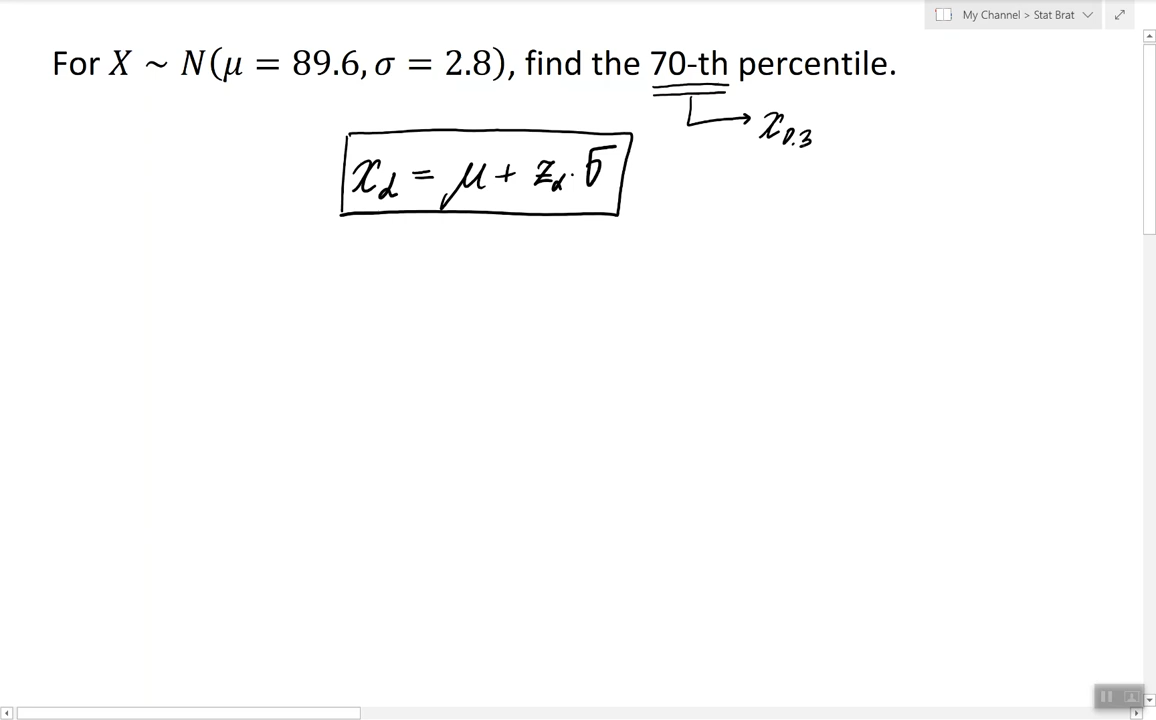 My Channel > Stat Brat
For X ~ N(μ = 89.6, σ = 2.8), find the 70-th percentile.
x0.3
xα = μ + zα · σ